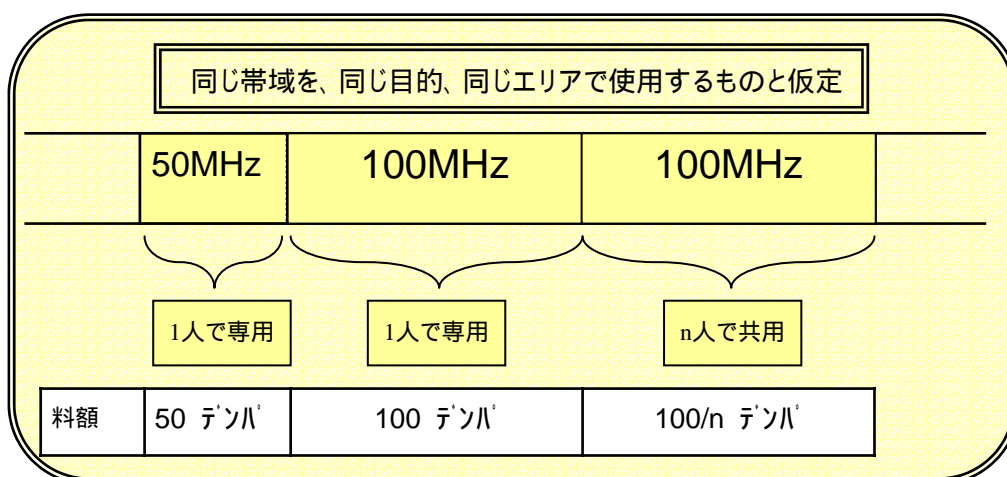 同じ帯域を、同じ目的、同じエリアで使用するものと仮定
50MHz 100MHz 100MHz
1人で専用 1人で専用 n人で共用
料額 50 ﾃﾞﾝﾊﾟ 100 ﾃﾞﾝﾊﾟ 100/n ﾃﾞﾝﾊﾟ